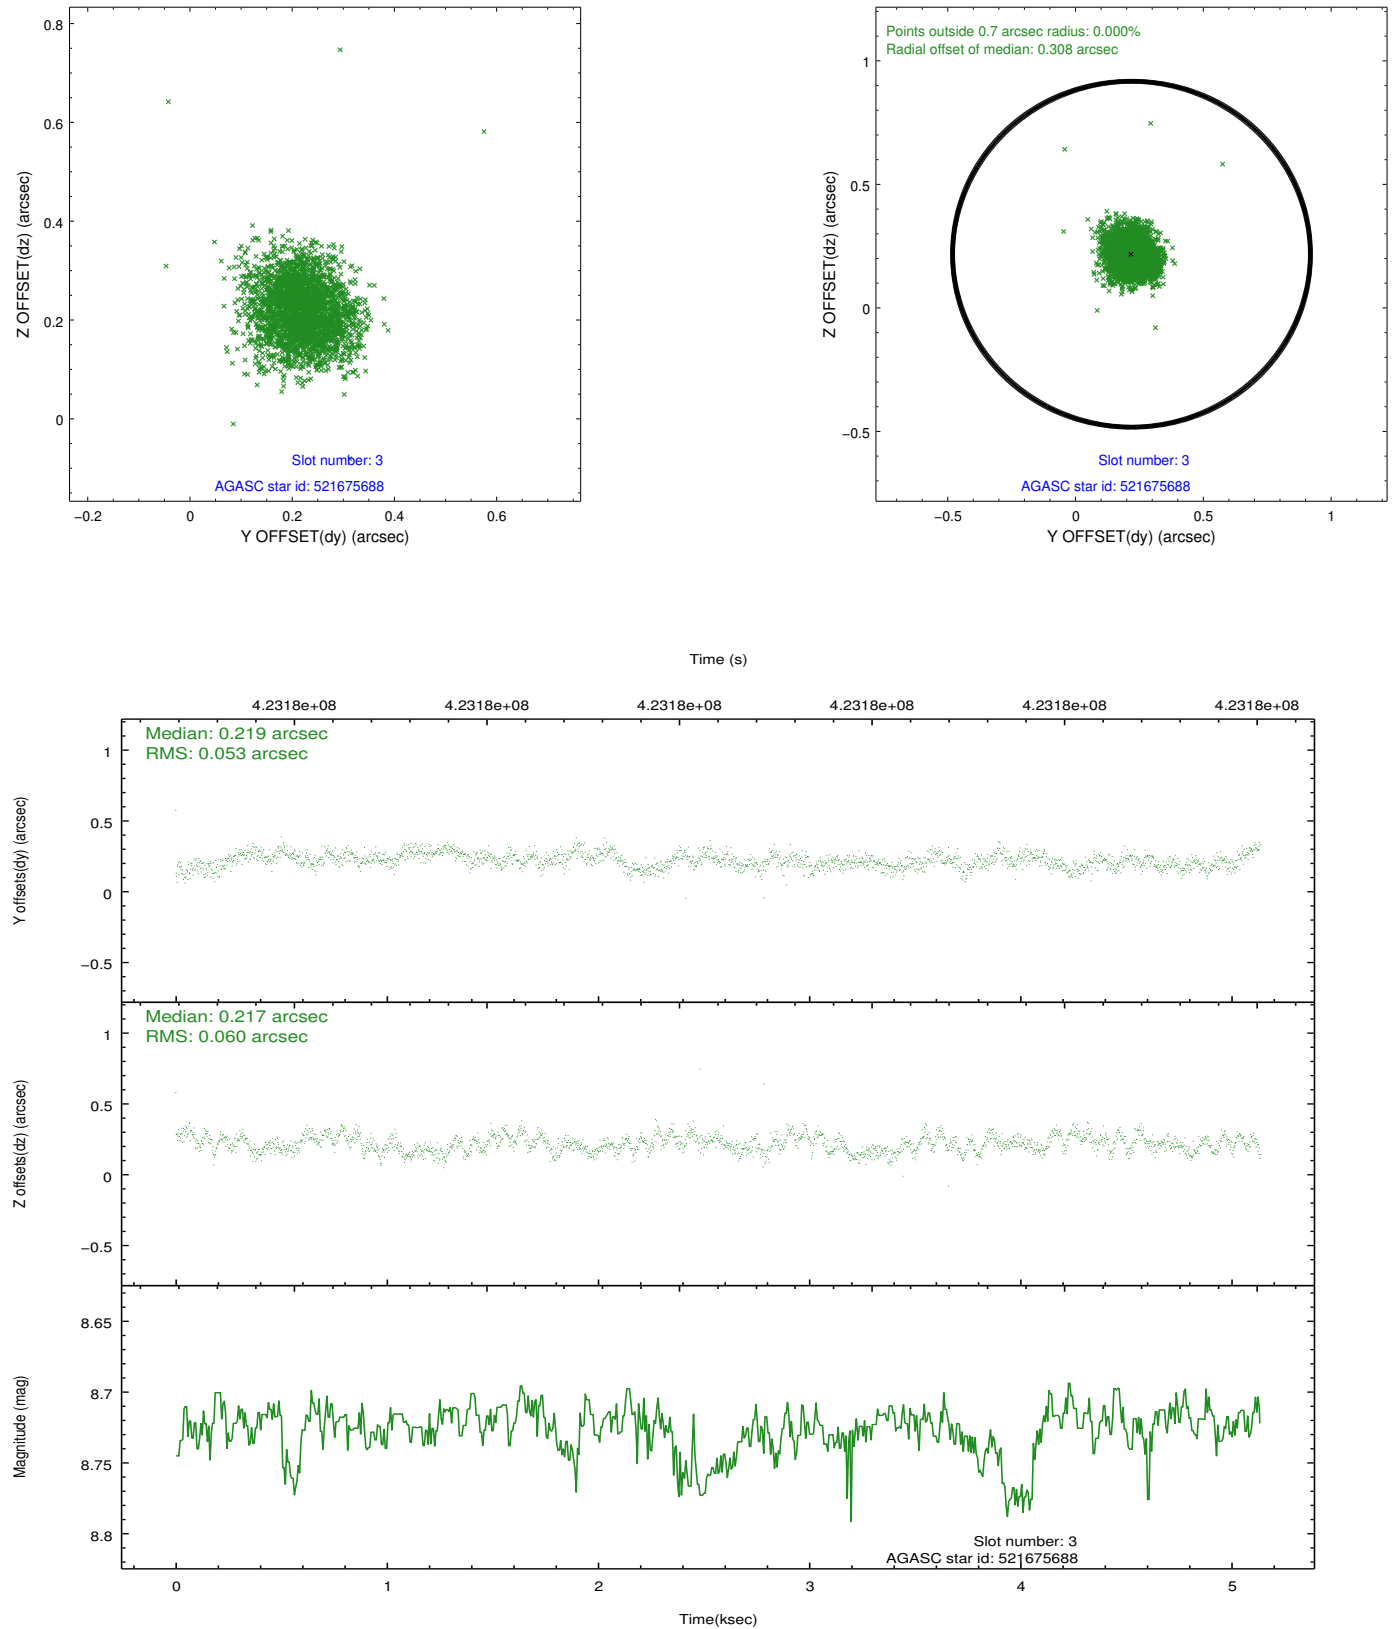 0.8
0.6
0.4
0.2
0
Z OFFSET(dz) (arcsec)
Slot number: 3
AGASC star id: 521675688
−0.2 0 0.2 0.4 0.6
Y OFFSET(dy) (arcsec)
Points outside 0.7 arcsec radius: 0.000%
Radial offset of median: 0.308 arcsec
1
0.5
0
−0.5
Z OFFSET(dz) (arcsec)
Slot number: 3
AGASC star id: 521675688
−0.5 0 0.5 1
Y OFFSET(dy) (arcsec)
Time (s)
4.2318e+08 4.2318e+08 4.2318e+08 4.2318e+08 4.2318e+08 4.2318e+08
Median: 0.219 arcsec
RMS: 0.053 arcsec
1
0.5
0
−0.5
Y offsets(dy) (arcsec)
Median: 0.217 arcsec
RMS: 0.060 arcsec
1
0.5
0
−0.5
Z offsets(dz) (arcsec)
8.65
8.7
8.75
8.8
Magnitude (mag)
Slot number: 3
AGASC star id: 521675688
0 1 2 3 4 5
Time(ksec)